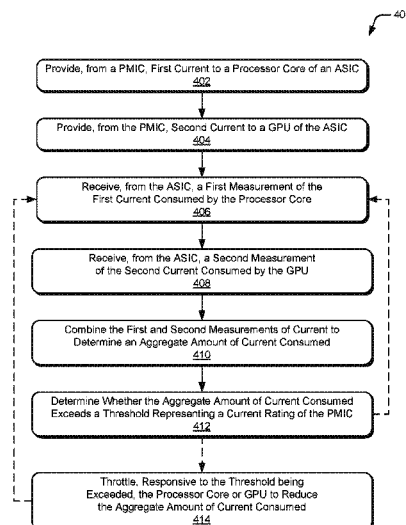 40
Provide, from a PMIC, First Current to a Processor Core of an ASIC
402
Provide, from the PMIC, Second Current to a GPU of the ASIC
404
Receive, from the ASIC, a First Measurement of the
First Current Consumed by the Processor Core
406
Receive, from the ASIC, a Second Measurement
of the Second Current Consumed by the GPU
408
Combine the First and Second Measurements of Current to
Determine an Aggregate Amount of Current Consumed
410
Determine Whether the Aggregate Amount of Current Consumed
Exceeds a Threshold Representing a Current Rating of the PMIC
412
Throttle, Responsive to the Threshold being
Exceeded, the Processor Core or GPU to Reduce
the Aggregate Amount of Current Consumed
414